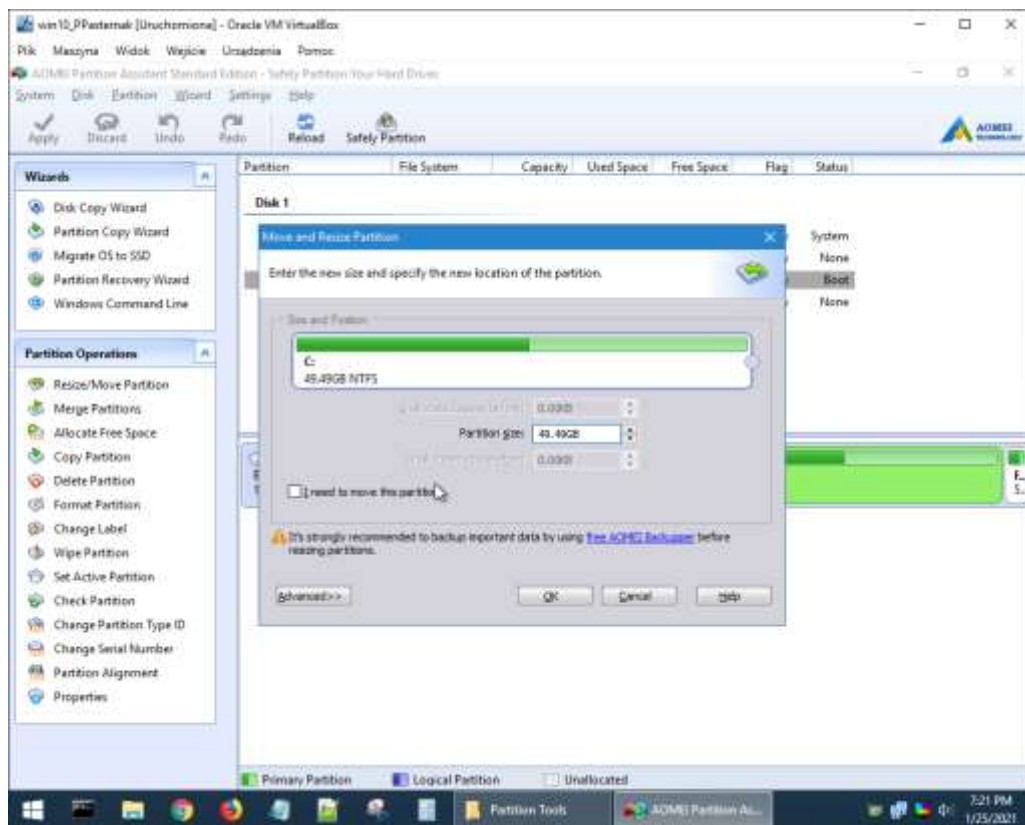 win10_PPasternak [Uruchomione] - Oracle VM VirtualBox
Plik Maszyna Widok Wejście Urządzenia Pomoc
AOMEI Partition Assistant Standard Edition - Safely Partition Your Hard Drives
System Disk Partition Wizard Settings Help
Apply Discard Undo Redo Reload Safely Partition
AOMEI
Wizards
Disk Copy Wizard
Partition Copy Wizard
Migrate OS to SSD
Partition Recovery Wizard
Windows Command Line
Partition Operations
Resize/Move Partition
Merge Partitions
Allocate Free Space
Copy Partition
Delete Partition
Format Partition
Change Label
Wipe Partition
Set Active Partition
Check Partition
Change Partition Type ID
Change Serial Number
Partition Alignment
Properties
Partition File System Capacity Used Space Free Space Flag Status
Disk 1
System
None
Boot
None
Move and Resize Partition
Enter the new size and specify the new location of the partition.
Size and Position
C:
49.49GB NTFS
0.00GB
Partition size: 49.49GB
0.00GB
I need to move this partition
It's strongly recommended to backup important data by using free AOMEI Backupper before
resizing partitions.
Advanced>> OK Cancel Help
F...
5...
Primary Partition Logical Partition Unallocated
Partition Tools AOMEI Partition As...
7:21 PM
1/25/2021